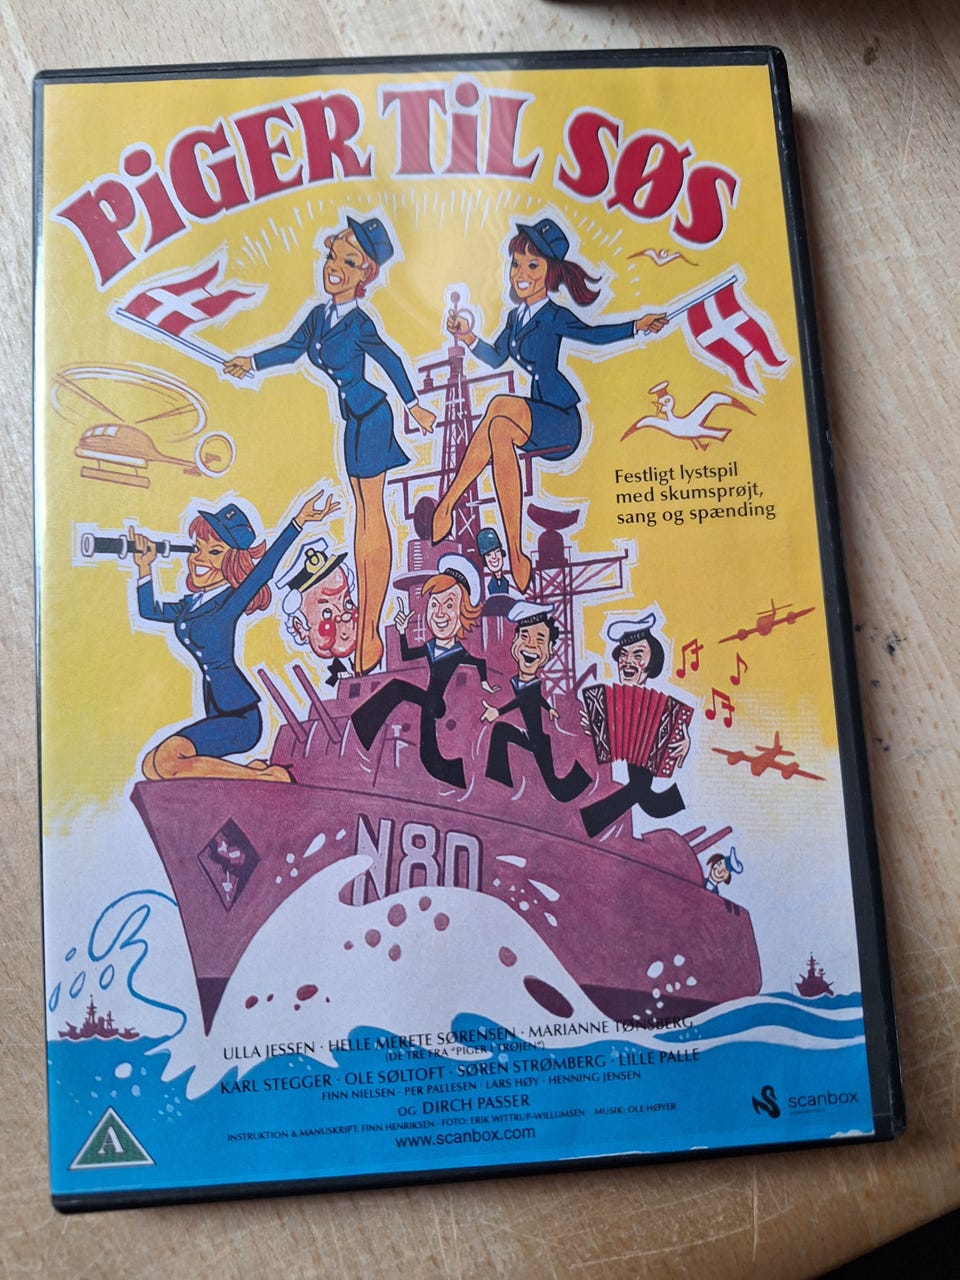 PiGER TiL SØS
Festligt lystspil
med skumsprøjt,
sang og spænding
N80
ULLA JESSEN · HELLE MERETE SØRENSEN · MARIANNE TØNSBERG
(DE TRE FRA "PIGER I TRØJEN")
KARL STEGGER · OLE SØLTOFT · SØREN STRØMBERG · LILLE PALLE
FINN NIELSEN · PER PALLESEN · LARS HØY · HENNING JENSEN
OG DIRCH PASSER
INSTRUKTION & MANUSKRIPT: FINN HENRIKSEN · FOTO: ERIK WITTRUP-WILLUMSEN · MUSIK: OLE HØYER
www.scanbox.com
scanbox
A